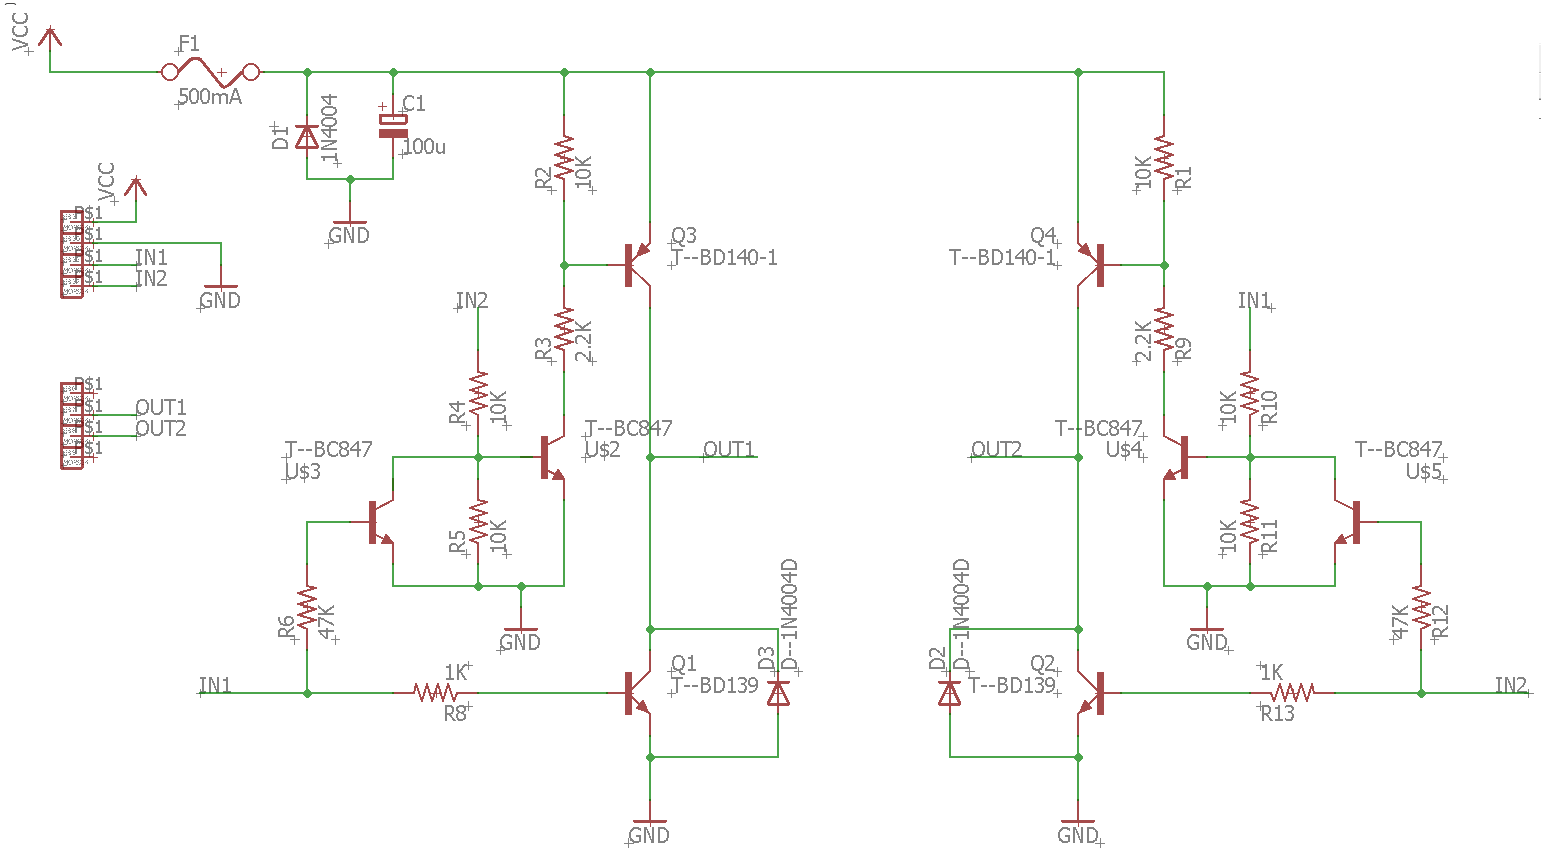 VCC
F1
500mA
D1
1N4004
C1
100u
GND
VCC
P$1
P$1
P$1
P$1
IN1
IN2
GND
P$1
P$1
P$1
P$1
OUT1
OUT2
R2
10K
Q3
T--BD140-1
R3
2.2K
IN2
R4
10K
T--BC847
U$2
T--BC847
U$3
R5
10K
OUT1
R6
47K
GND
IN1
1K
R8
Q1
T--BD139
D3
D--1N4004D
GND
10K
R1
Q4
T--BD140-1
2.2K
R9
IN1
10K
R10
T--BC847
U$4
T--BC847
U$5
10K
R11
OUT2
47K
R12
GND
D2
D--1N4004D
Q2
T--BD139
1K
R13
IN2
GND